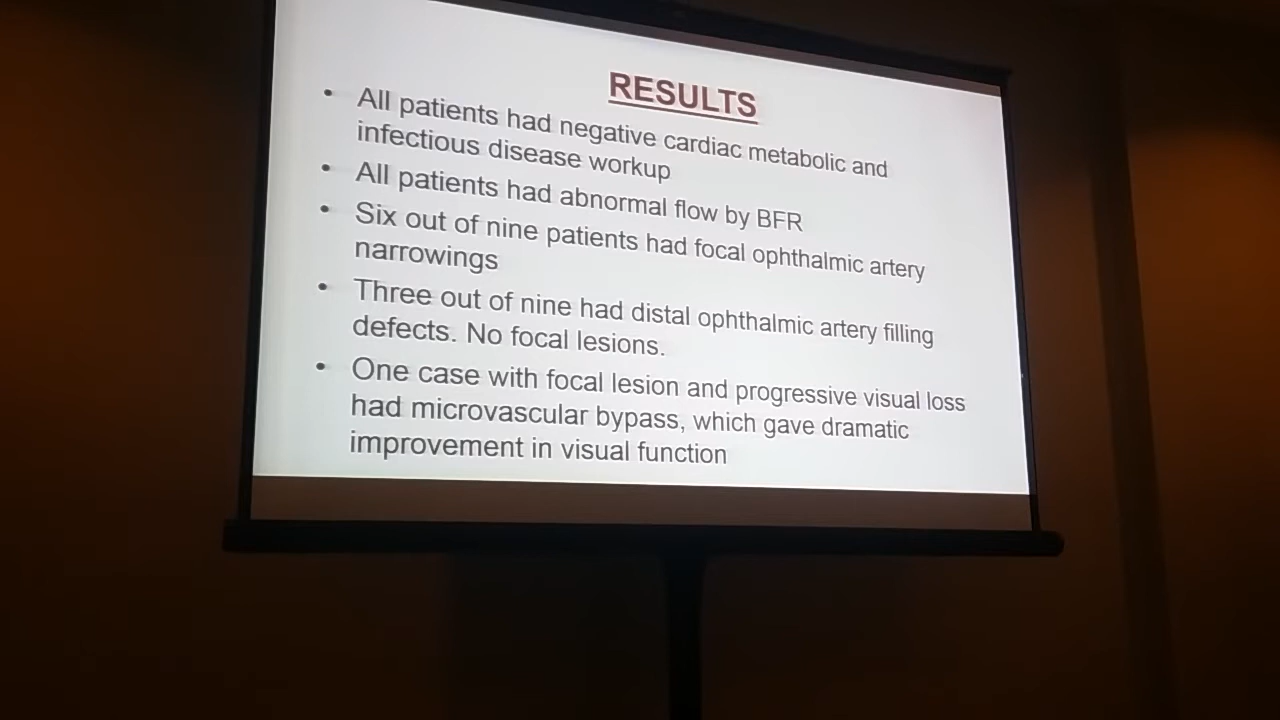 RESULTS
• All patients had negative cardiac metabolic and
infectious disease workup
• All patients had abnormal flow by BFR
• Six out of nine patients had focal ophthalmic artery
narrowings
• Three out of nine had distal ophthalmic artery filling
defects. No focal lesions.
• One case with focal lesion and progressive visual loss
had microvascular bypass, which gave dramatic
improvement in visual function